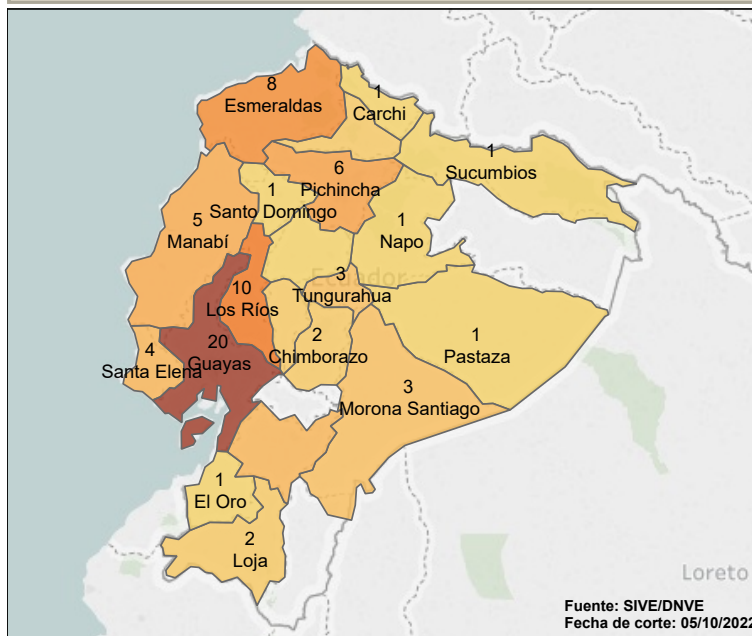 8
Esmeraldas
1
Carchi
1
Sucumbios
6
Pichincha
1
Santo Domingo
5
Manabí
1
Napo
Ecuador
3
Tungurahua
10
Los Ríos
20
Guayas
4
Santa Elena
2
Chimborazo
1
Pastaza
3
Morona Santiago
1
El Oro
2
Loja
Loreto
Fuente: SIVE/DNVE
Fecha de corte: 05/10/2022